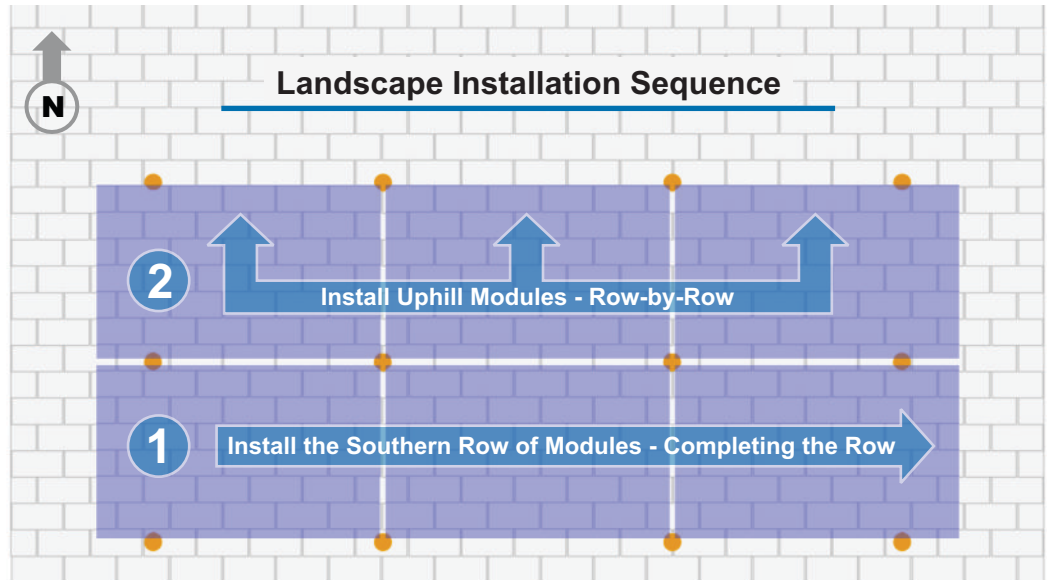 N
Landscape Installation Sequence
2
Install Uphill Modules - Row-by-Row
1
Install the Southern Row of Modules - Completing the Row